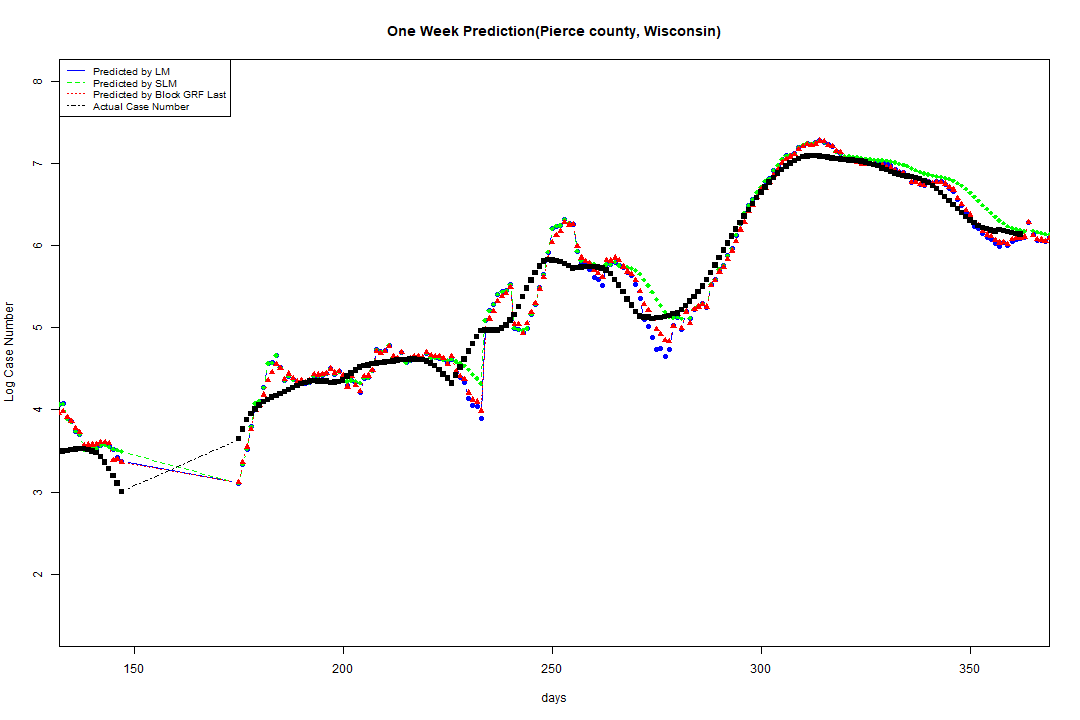 One Week Prediction(Pierce county, Wisconsin)
Predicted by LM
Predicted by SLM
Predicted by Block GRF Last
Actual Case Number
8
7
6
5
4
3
2
Log Case Number
150 200 250 300 350
days